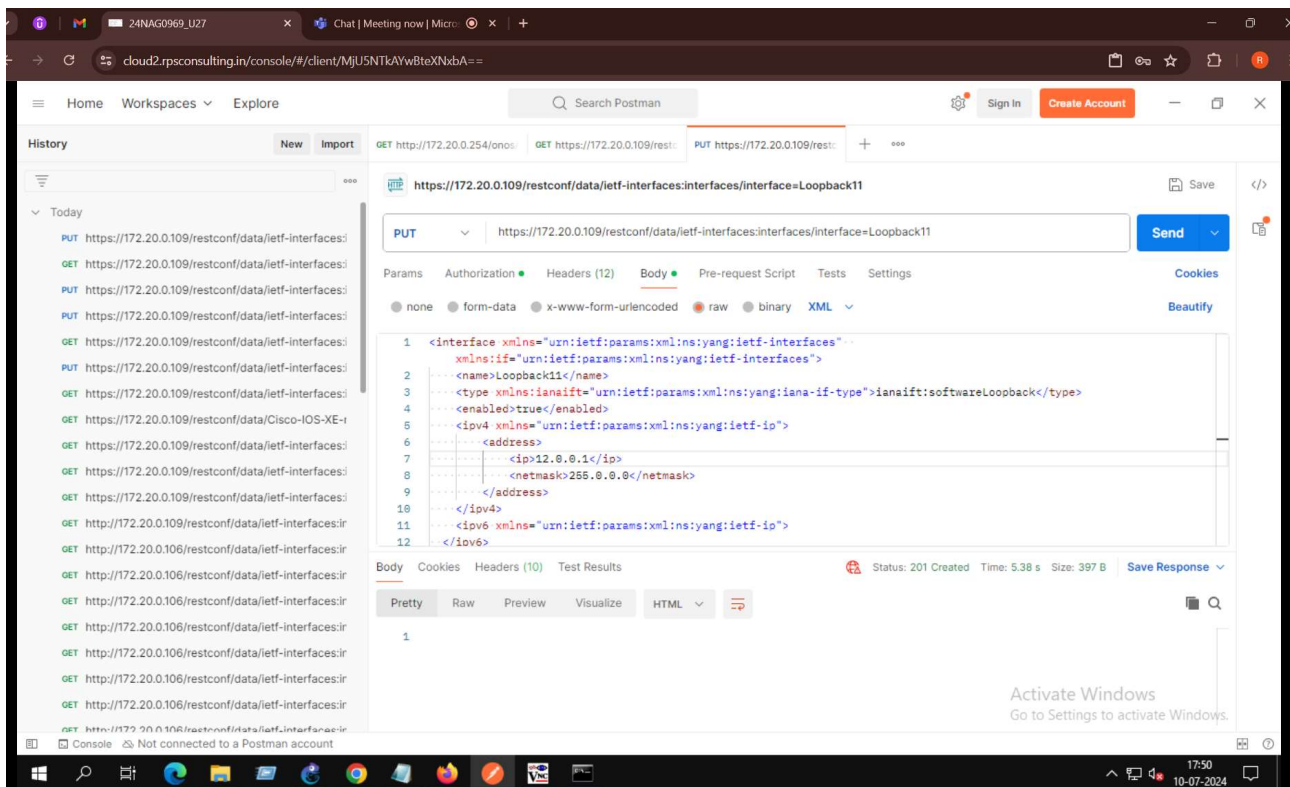 24NAG0969_U27
Chat | Meeting now | Micro
cloud2.rpsconsulting.in/console/#/client/MjU5NTkAYwBteXNxbA==
Home Workspaces Explore
Search Postman
Sign In Create Account
History New Import
GET http://172.20.0.254/onos
GET https://172.20.0.109/restc
PUT https://172.20.0.109/restc
HTTP https://172.20.0.109/restconf/data/ietf-interfaces:interfaces/interface=Loopback11
Save
PUT https://172.20.0.109/restconf/data/ietf-interfaces:interfaces/interface=Loopback11
Send
Params Authorization Headers (12) Body Pre-request Script Tests Settings Cookies
none form-data x-www-form-urlencoded raw binary XML Beautify
Today
PUT https://172.20.0.109/restconf/data/ietf-interfaces:i
GET https://172.20.0.109/restconf/data/ietf-interfaces:i
PUT https://172.20.0.109/restconf/data/ietf-interfaces:i
PUT https://172.20.0.109/restconf/data/ietf-interfaces:i
GET https://172.20.0.109/restconf/data/ietf-interfaces:i
PUT https://172.20.0.109/restconf/data/ietf-interfaces:i
GET https://172.20.0.109/restconf/data/ietf-interfaces:i
GET https://172.20.0.109/restconf/data/Cisco-IOS-XE-r
GET https://172.20.0.109/restconf/data/ietf-interfaces:i
GET https://172.20.0.109/restconf/data/ietf-interfaces:i
GET https://172.20.0.109/restconf/data/ietf-interfaces:i
GET http://172.20.0.109/restconf/data/ietf-interfaces:ir
GET http://172.20.0.106/restconf/data/ietf-interfaces:ir
GET http://172.20.0.106/restconf/data/ietf-interfaces:ir
GET http://172.20.0.106/restconf/data/ietf-interfaces:ir
GET http://172.20.0.106/restconf/data/ietf-interfaces:ir
GET http://172.20.0.106/restconf/data/ietf-interfaces:ir
GET http://172.20.0.106/restconf/data/ietf-interfaces:ir
GET http://172.20.0.106/restconf/data/ietf-interfaces:ir
1 <interface xmlns="urn:ietf:params:xml:ns:yang:ietf-interfaces"
xmlns:if="urn:ietf:params:xml:ns:yang:ietf-interfaces">
2 <name>Loopback11</name>
3 <type xmlns:ianaift="urn:ietf:params:xml:ns:yang:iana-if-type">ianaift:softwareLoopback</type>
4 <enabled>true</enabled>
5 <ipv4 xmlns="urn:ietf:params:xml:ns:yang:ietf-ip">
6 <address>
7 <ip>12.0.0.1</ip>
8 <netmask>255.0.0.0</netmask>
9 </address>
10 </ipv4>
11 <ipv6 xmlns="urn:ietf:params:xml:ns:yang:ietf-ip">
12 </ipv6>
Body Cookies Headers (10) Test Results
Status: 201 Created Time: 5.38 s Size: 397 B Save Response
Pretty Raw Preview Visualize HTML
1
Activate Windows
Go to Settings to activate Windows.
Console Not connected to a Postman account
17:50
10-07-2024